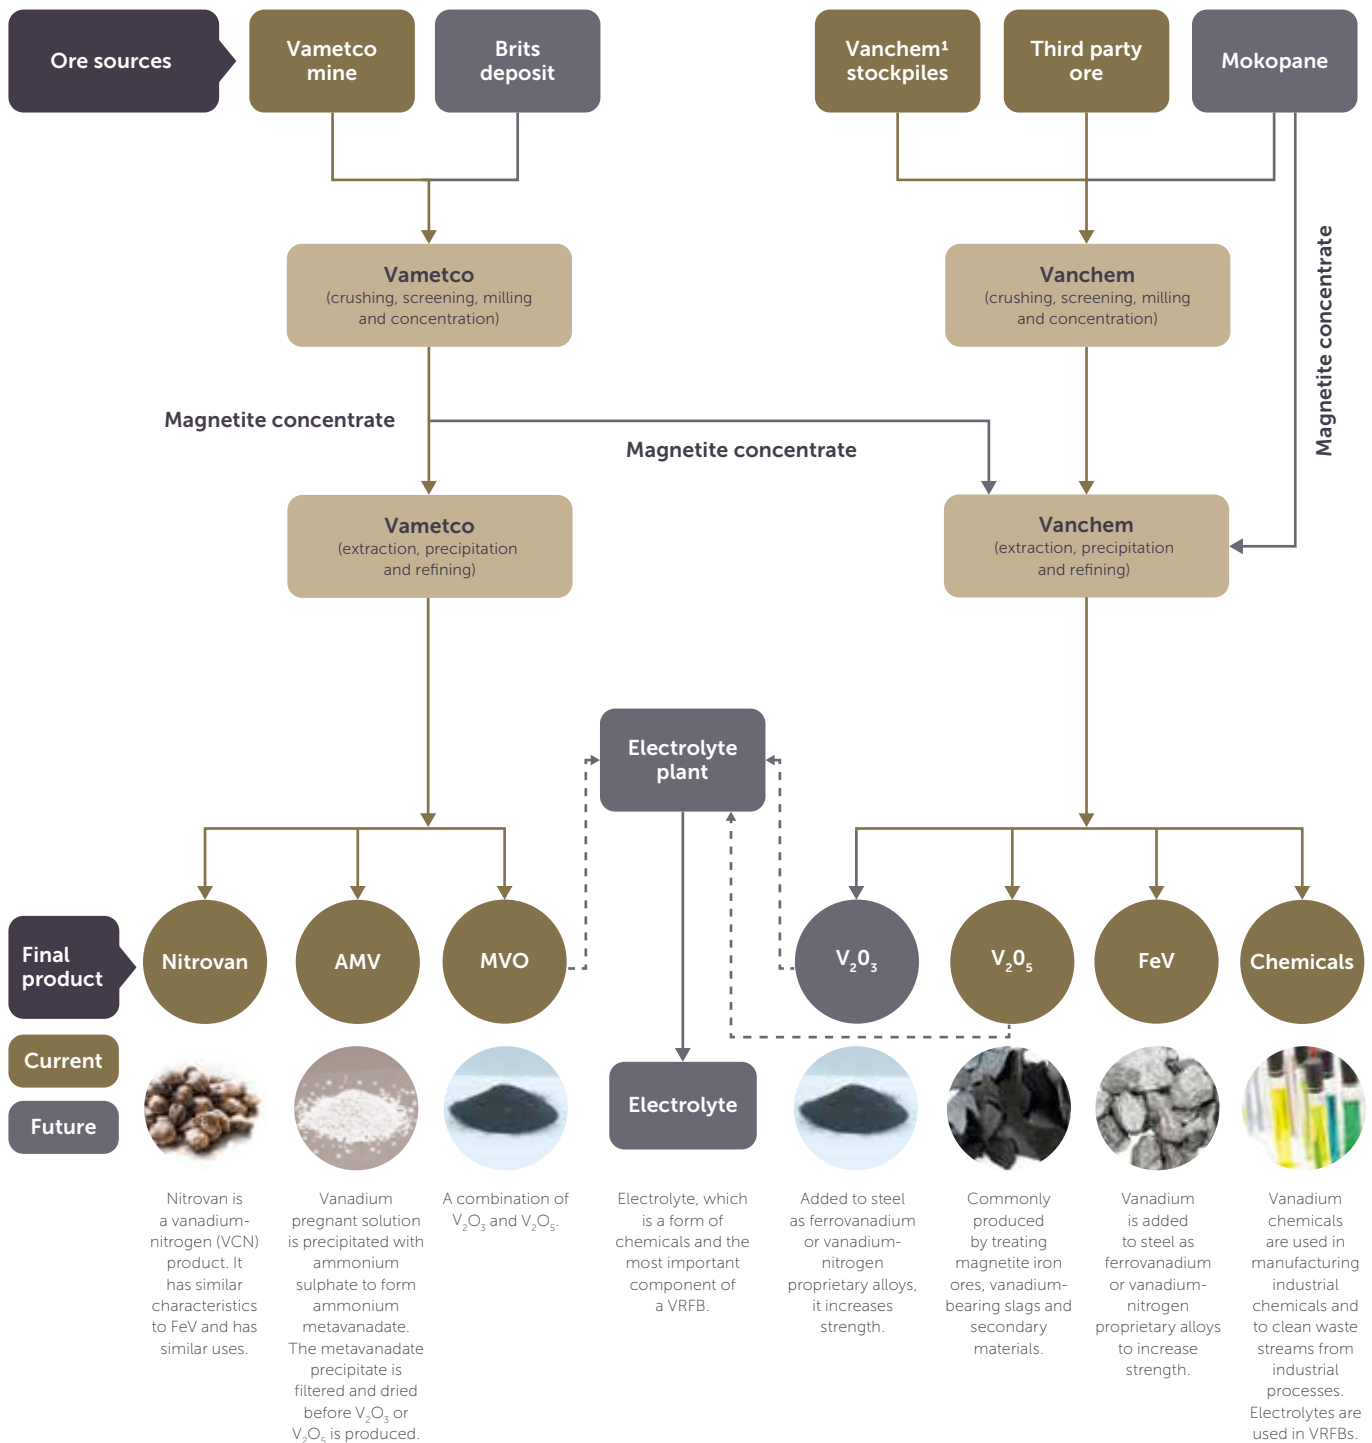 Ore sources
Vametco
mine
Brits
deposit
Vanchem¹
stockpiles
Third party
ore
Mokopane
Vametco
(crushing, screening, milling
and concentration)
Vanchem
(crushing, screening, milling
and concentration)
Magnetite concentrate
Magnetite concentrate
Magnetite concentrate
Vametco
(extraction, precipitation
and refining)
Vanchem
(extraction, precipitation
and refining)
Electrolyte
plant
Final
product
Nitrovan
AMV
MVO
V₂0₃
V₂0₅
FeV
Chemicals
Current
Future
Electrolyte
Nitrovan is
a vanadium-
nitrogen (VCN)
product. It
has similar
characteristics
to FeV and has
similar uses.
Vanadium
pregnant solution
is precipitated with
ammonium
sulphate to form
ammonium
metavanadate.
The metavanadate
precipitate is
filtered and dried
before V₂O₃ or
V₂O₅ is produced.
A combination of
V₂O₃ and V₂O₅.
Electrolyte, which
is a form of
chemicals and the
most important
component of
a VRFB.
Added to steel
as ferrovanadium
or vanadium-
nitrogen
proprietary alloys,
it increases
strength.
Commonly
produced
by treating
magnetite iron
ores, vanadium-
bearing slags and
secondary
materials.
Vanadium
is added
to steel as
ferrovanadium
or vanadium-
nitrogen
proprietary alloys
to increase
strength.
Vanadium
chemicals
are used in
manufacturing
industrial
chemicals and
to clean waste
streams from
industrial
processes.
Electrolytes are
used in VRFBs.